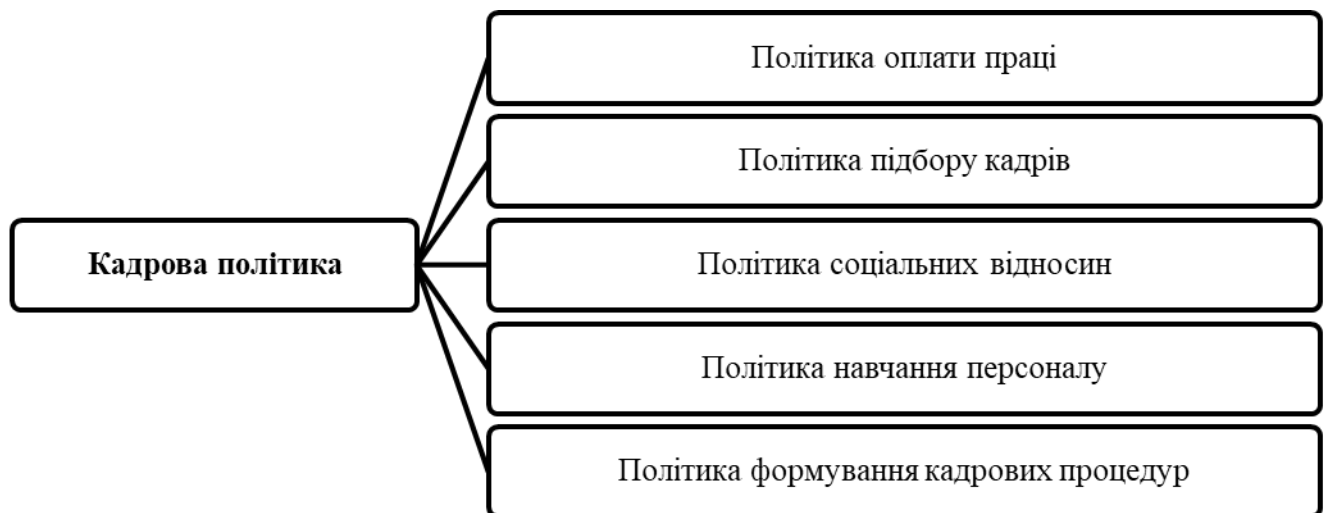 Політика оплати праці
Політика підбору кадрів
Кадрова політика
Політика соціальних відносин
Політика навчання персоналу
Політика формування кадрових процедур